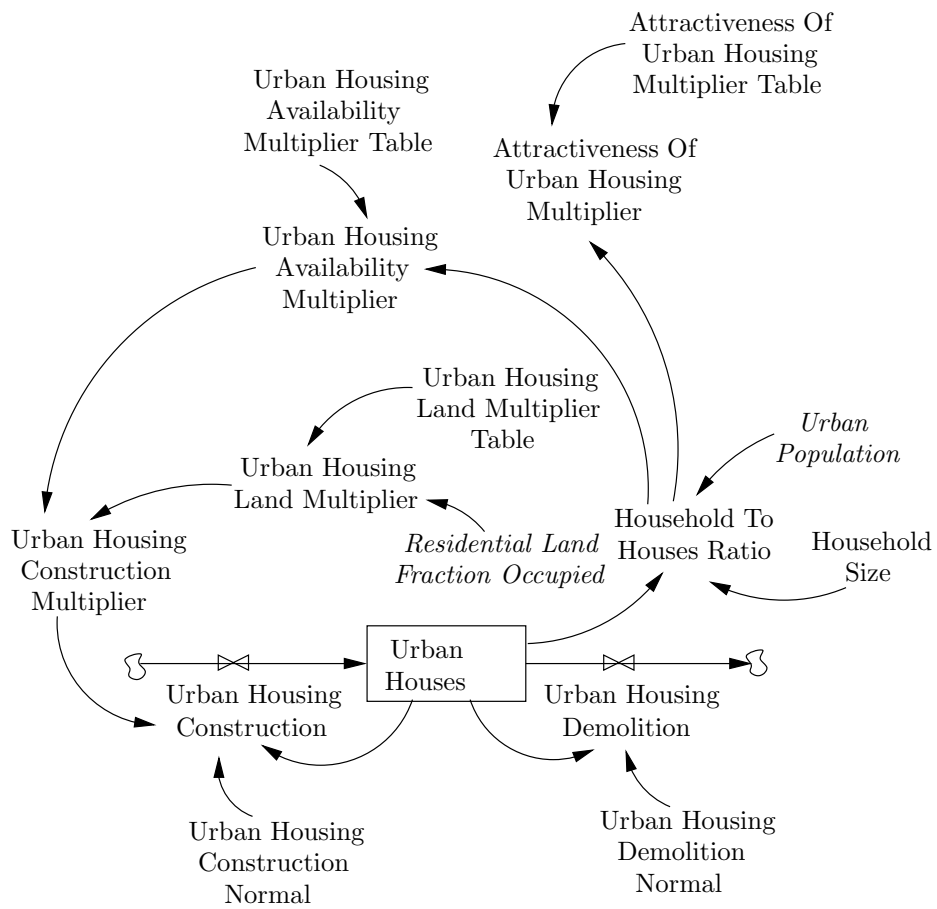 Attractiveness Of
Urban Housing
Multiplier Table
Urban Housing
Availability
Multiplier Table
Attractiveness Of
Urban Housing
Multiplier
Urban Housing
Availability
Multiplier
Urban Housing
Land Multiplier
Table
Urban
Population
Urban Housing
Land Multiplier
Household To
Houses Ratio
Urban Housing
Construction
Multiplier
Residential Land
Fraction Occupied
Household
Size
Urban
Houses
Urban Housing
Construction
Urban Housing
Demolition
Urban Housing
Construction
Normal
Urban Housing
Demolition
Normal